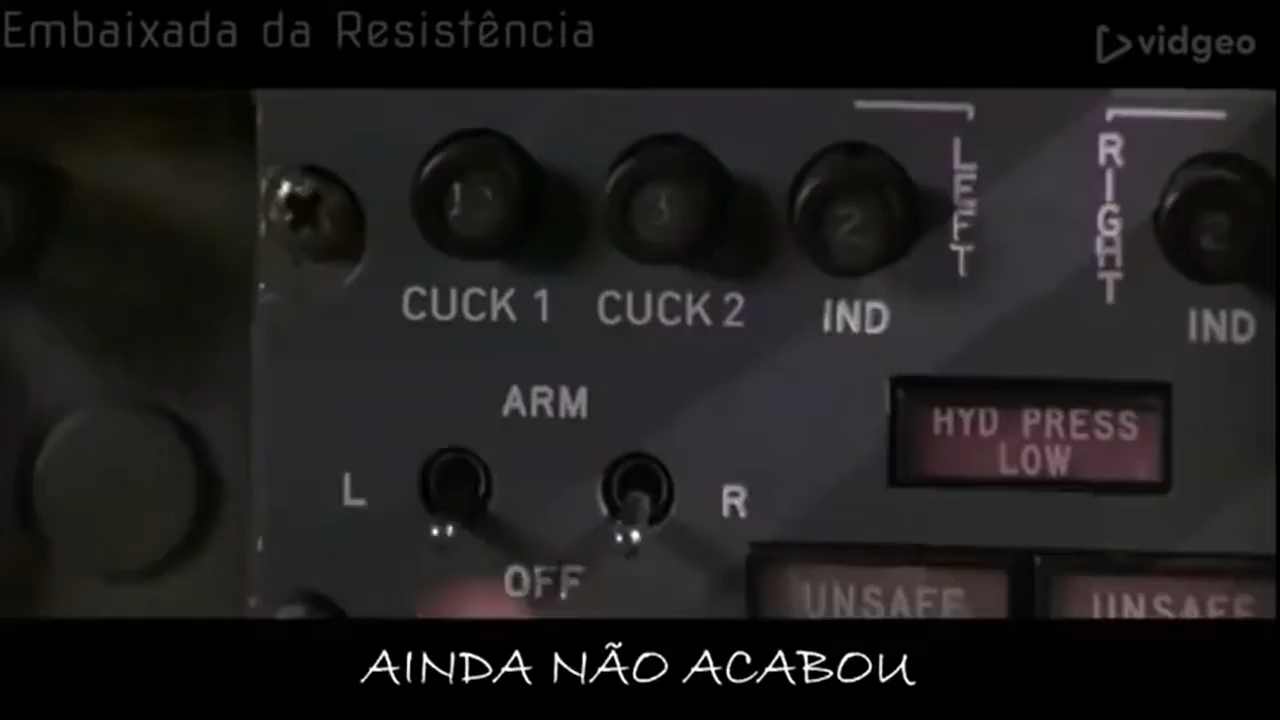 Embaixada da Resistência
vidgeo
LEFT
RIGHT
CUCK 1
CUCK 2
IND
IND
ARM
HYD PRESS
LOW
L
R
OFF
UNSAFE
UNSAFE
AINDA NÃO ACABOU